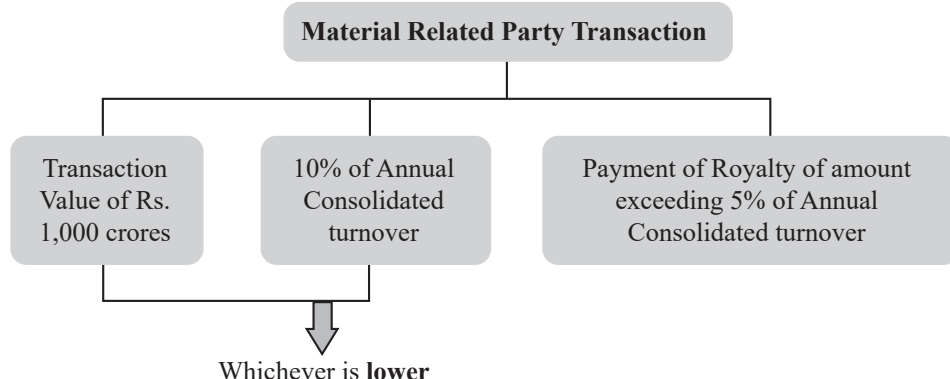 Material Related Party Transaction
Transaction
Value of Rs.
1,000 crores
10% of Annual
Consolidated
turnover
Payment of Royalty of amount
exceeding 5% of Annual
Consolidated turnover
Whichever is lower